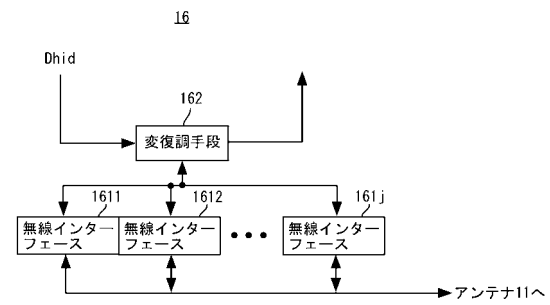 16
Dhid
162
変復調手段
1611
1612
161j
無線インター
フェース
無線インター
フェース
•••
無線インター
フェース
アンテナ11へ